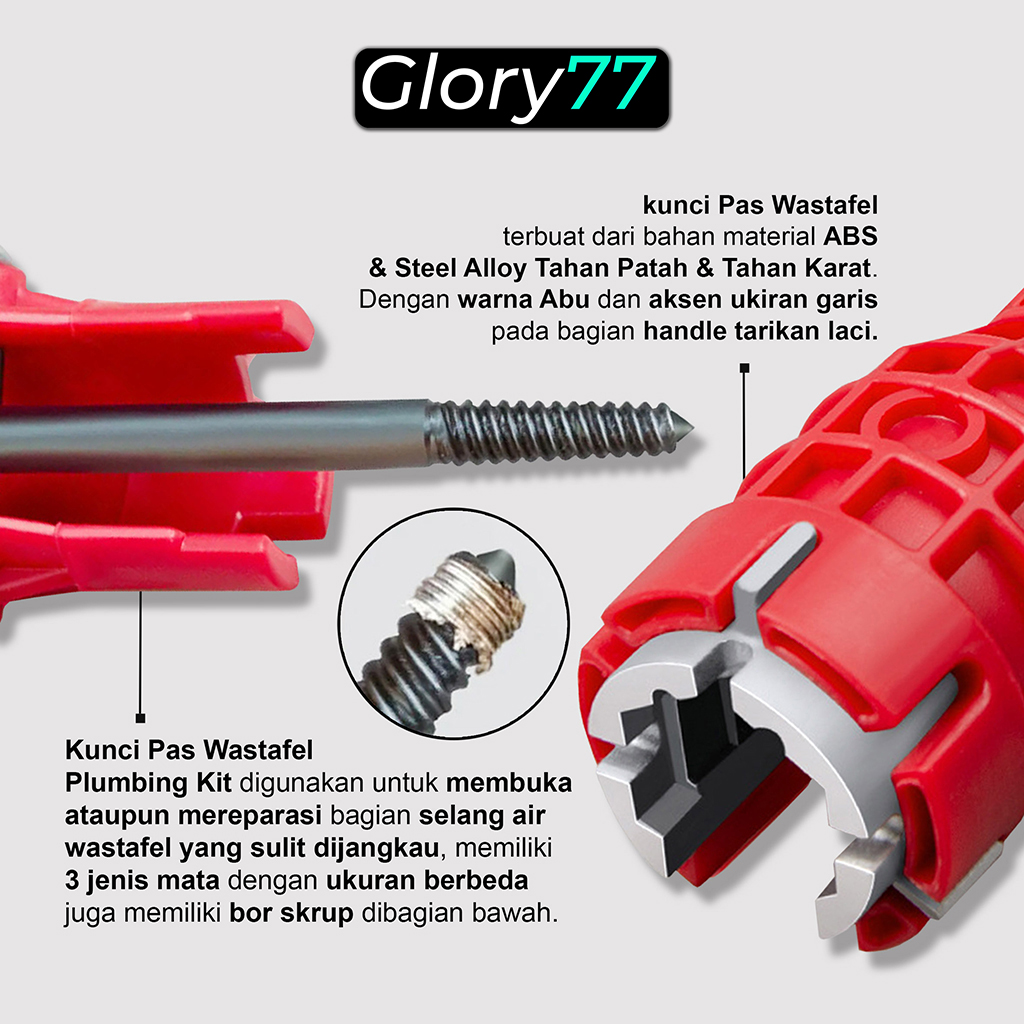 Glory77
kunci Pas Wastafel
terbuat dari bahan material ABS
& Steel Alloy Tahan Patah & Tahan Karat.
Dengan warna Abu dan aksen ukiran garis
pada bagian handle tarikan laci.
Kunci Pas Wastafel
Plumbing Kit digunakan untuk membuka
ataupun mereparasi bagian selang air
wastafel yang sulit dijangkau, memiliki
3 jenis mata dengan ukuran berbeda
juga memiliki bor skrup dibagian bawah.